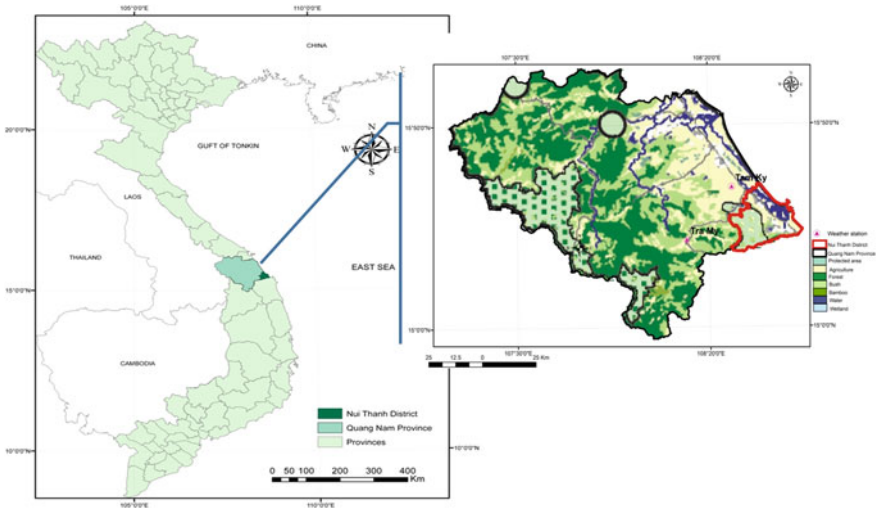 105°0'0"E
110°0'0"E
CHINA
20°0'0"N
GUFT OF TONKIN
N
W E
S
LAOS
THAILAND
EAST SEA
15°0'0"N
CAMBODIA
10°0'0"N
10°0'0"N
Nui Thanh District
Quang Nam Province
Provinces
0 50 100 200 300 400
Km
105°0'0"E
110°0'0"E
107°30'0"E
108°20'0"E
15°50'0"N
15°50'0"N
Tam Ky
Tra My
Weather station
Nui Thanh District
Quang Nam Province
Protected area
Agriculture
Forest
Bush
Bamboo
Water
Wetland
15°0'0"N
15°0'0"N
107°30'0"E
108°20'0"E
25 12.5 0 25 Km